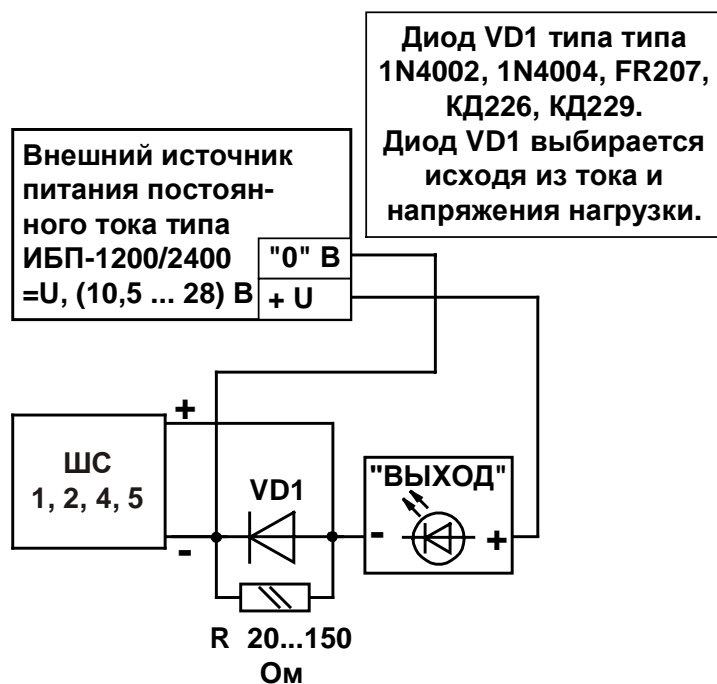 Диод VD1 типа типа
1N4002, 1N4004, FR207,
КД226, КД229.
Диод VD1 выбирается
исходя из тока и
напряжения нагрузки.
Внешний источник
питания постоян-
ного тока типа
ИБП-1200/2400
=U, (10,5 ... 28) В
"0" В
+ U
ШС
1, 2, 4, 5
+
-
VD1
"ВЫХОД"
-
+
R 20...150
Ом